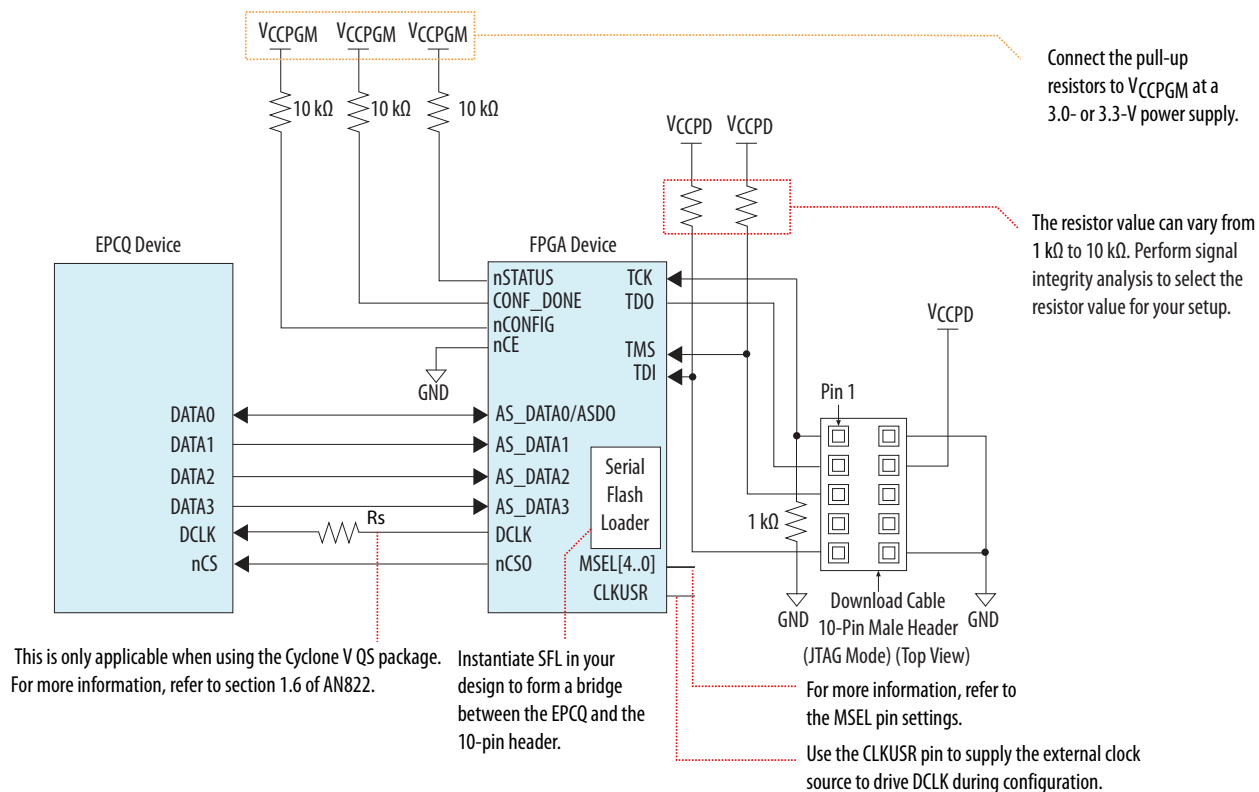 VCCPGM VCCPGM VCCPGM
10 kΩ 10 kΩ 10 kΩ
Connect the pull-up
resistors to VCCPGM at a
3.0- or 3.3-V power supply.
VCCPD VCCPD
The resistor value can vary from
1 kΩ to 10 kΩ. Perform signal
integrity analysis to select the
resistor value for your setup.
EPCQ Device
DATA0
DATA1
DATA2
DATA3
DCLK
nCS
Rs
GND
FPGA Device
nSTATUS
CONF_DONE
nCONFIG
nCE
AS_DATA0/ASDO
AS_DATA1
AS_DATA2
AS_DATA3
DCLK
nCSO
TCK
TDO
TMS
TDI
Serial
Flash
Loader
MSEL[4..0]
CLKUSR
VCCPD
Pin 1
1 kΩ
GND
GND
Download Cable
10-Pin Male Header
(JTAG Mode) (Top View)
This is only applicable when using the Cyclone V QS package.
For more information, refer to section 1.6 of AN822.
Instantiate SFL in your
design to form a bridge
between the EPCQ and the
10-pin header.
For more information, refer to
the MSEL pin settings.
Use the CLKUSR pin to supply the external clock
source to drive DCLK during configuration.